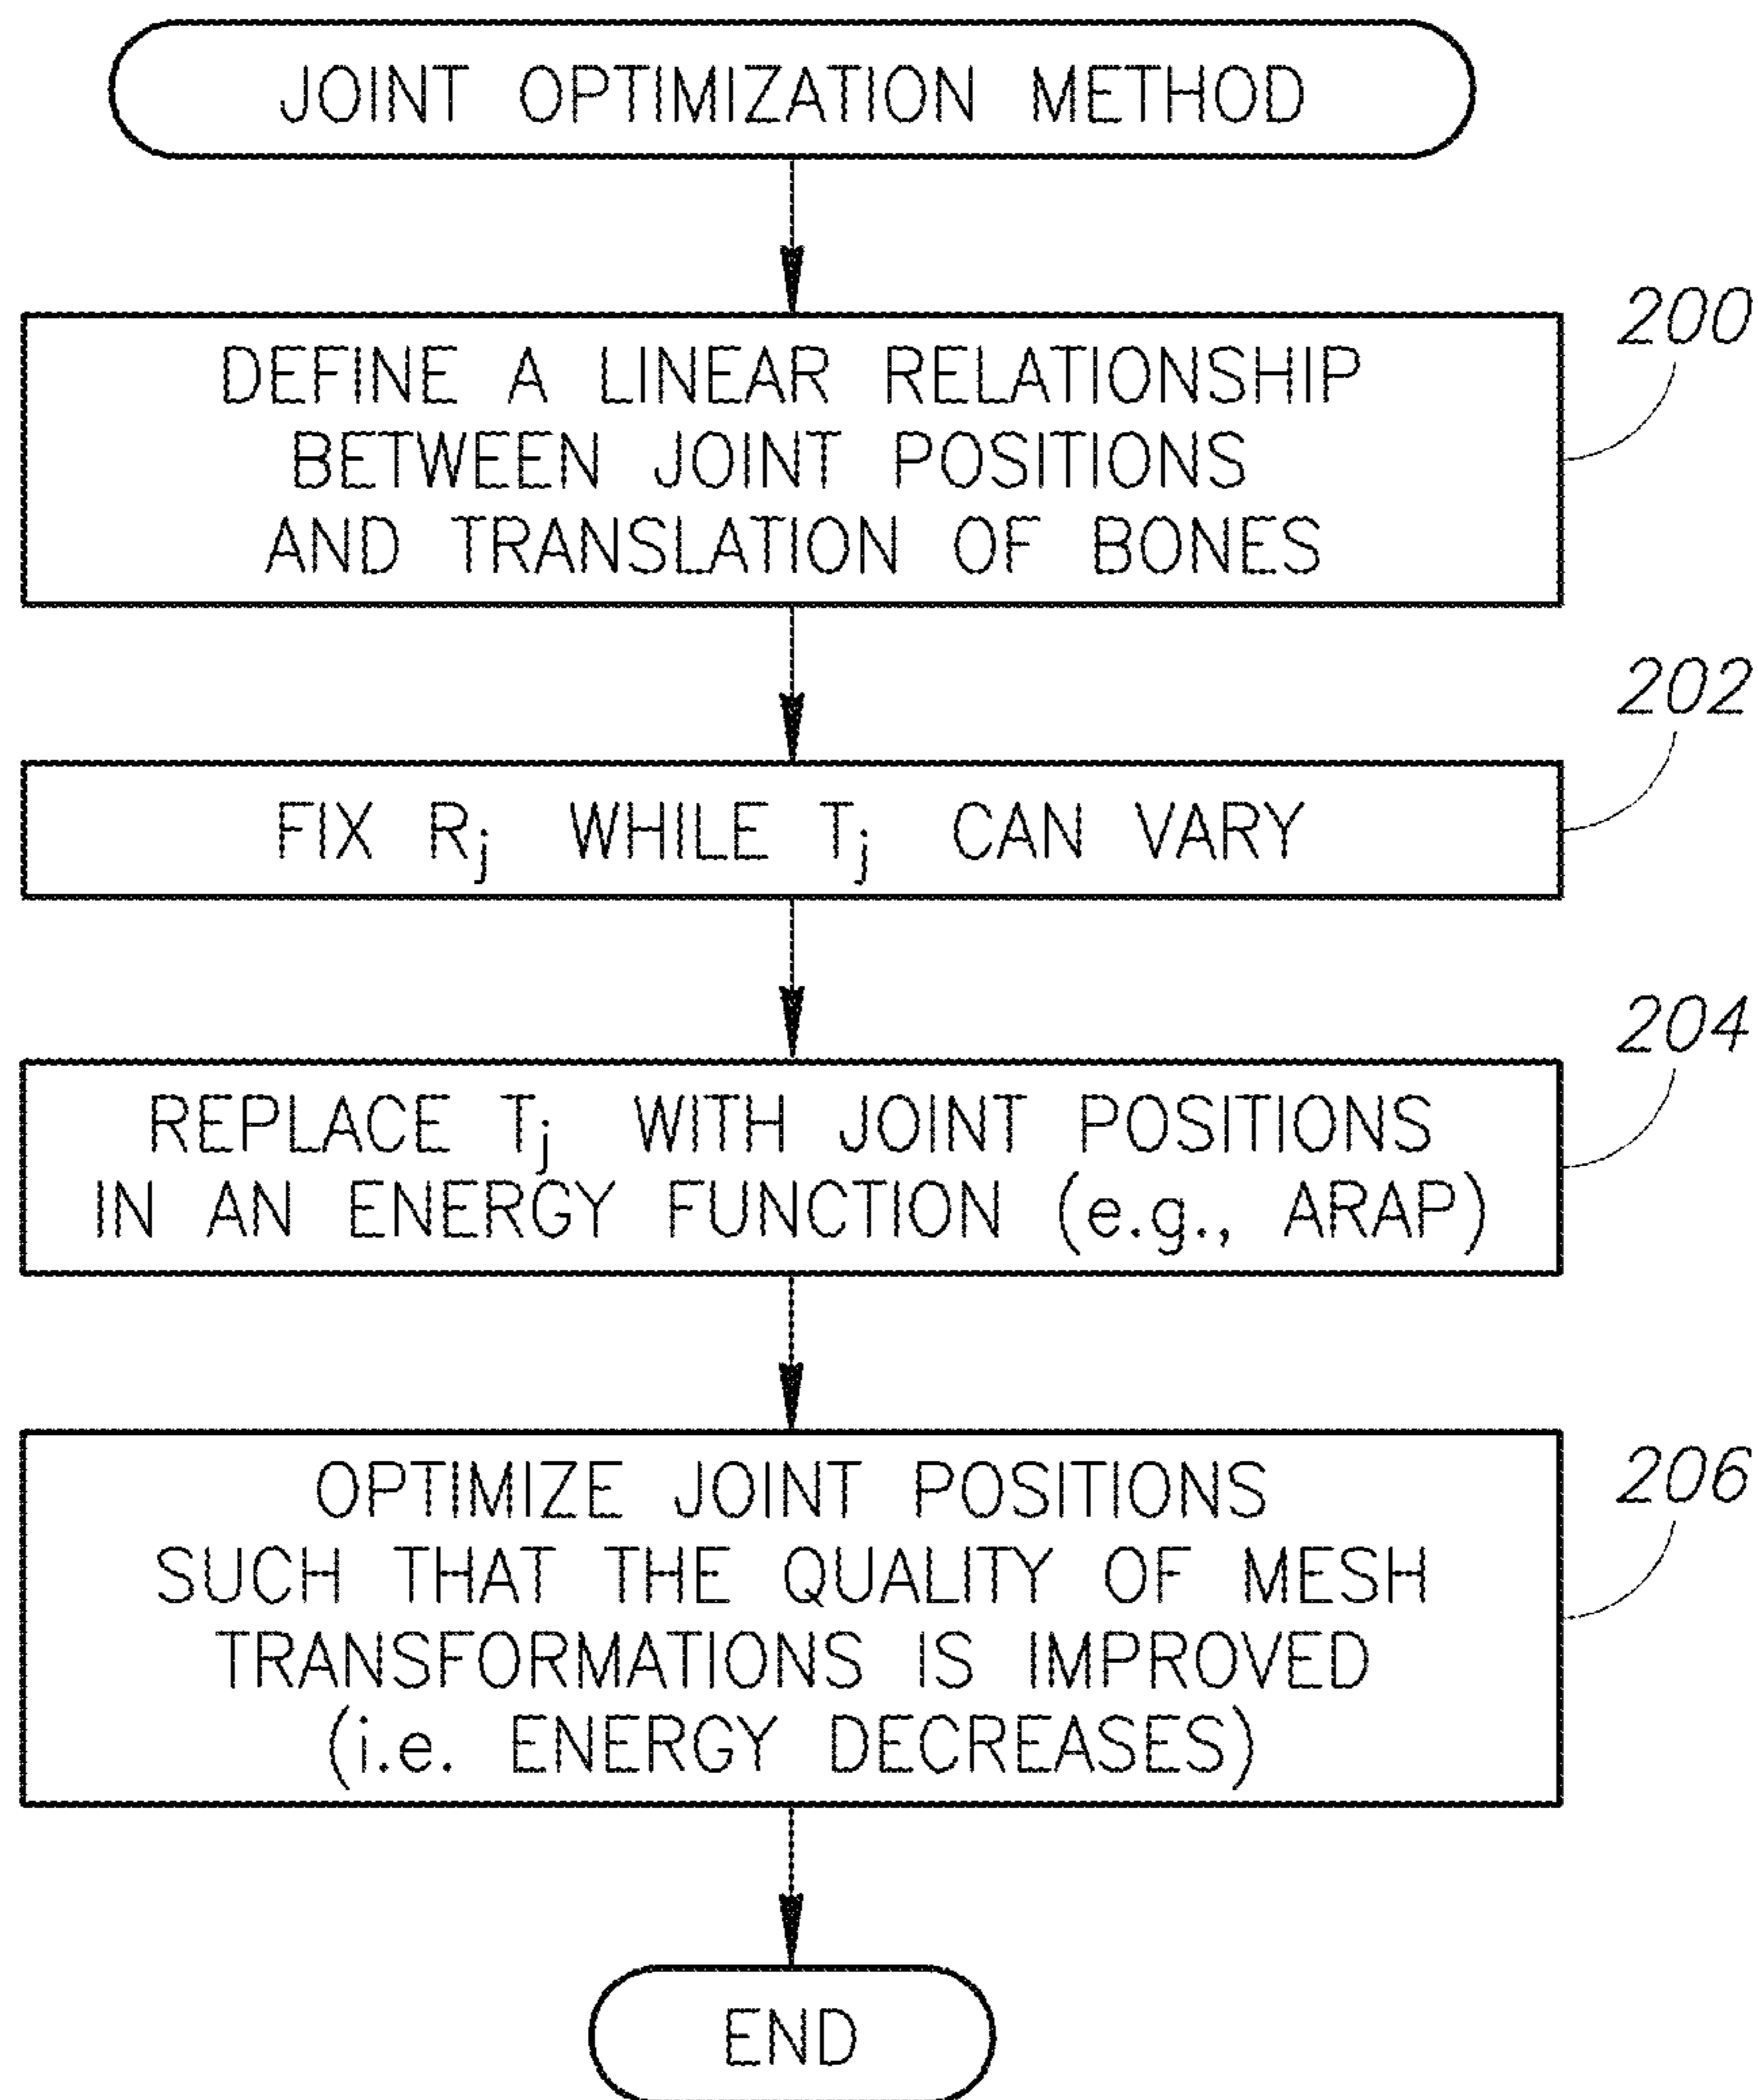 JOINT OPTIMIZATION METHOD
200
DEFINE A LINEAR RELATIONSHIP
BETWEEN JOINT POSITIONS
AND TRANSLATION OF BONES
202
FIX Rj WHILE Tj CAN VARY
204
REPLACE Tj WITH JOINT POSITIONS
IN AN ENERGY FUNCTION (e.g., ARAP)
206
OPTIMIZE JOINT POSITIONS
SUCH THAT THE QUALITY OF MESH
TRANSFORMATIONS IS IMPROVED
(i.e. ENERGY DECREASES)
END